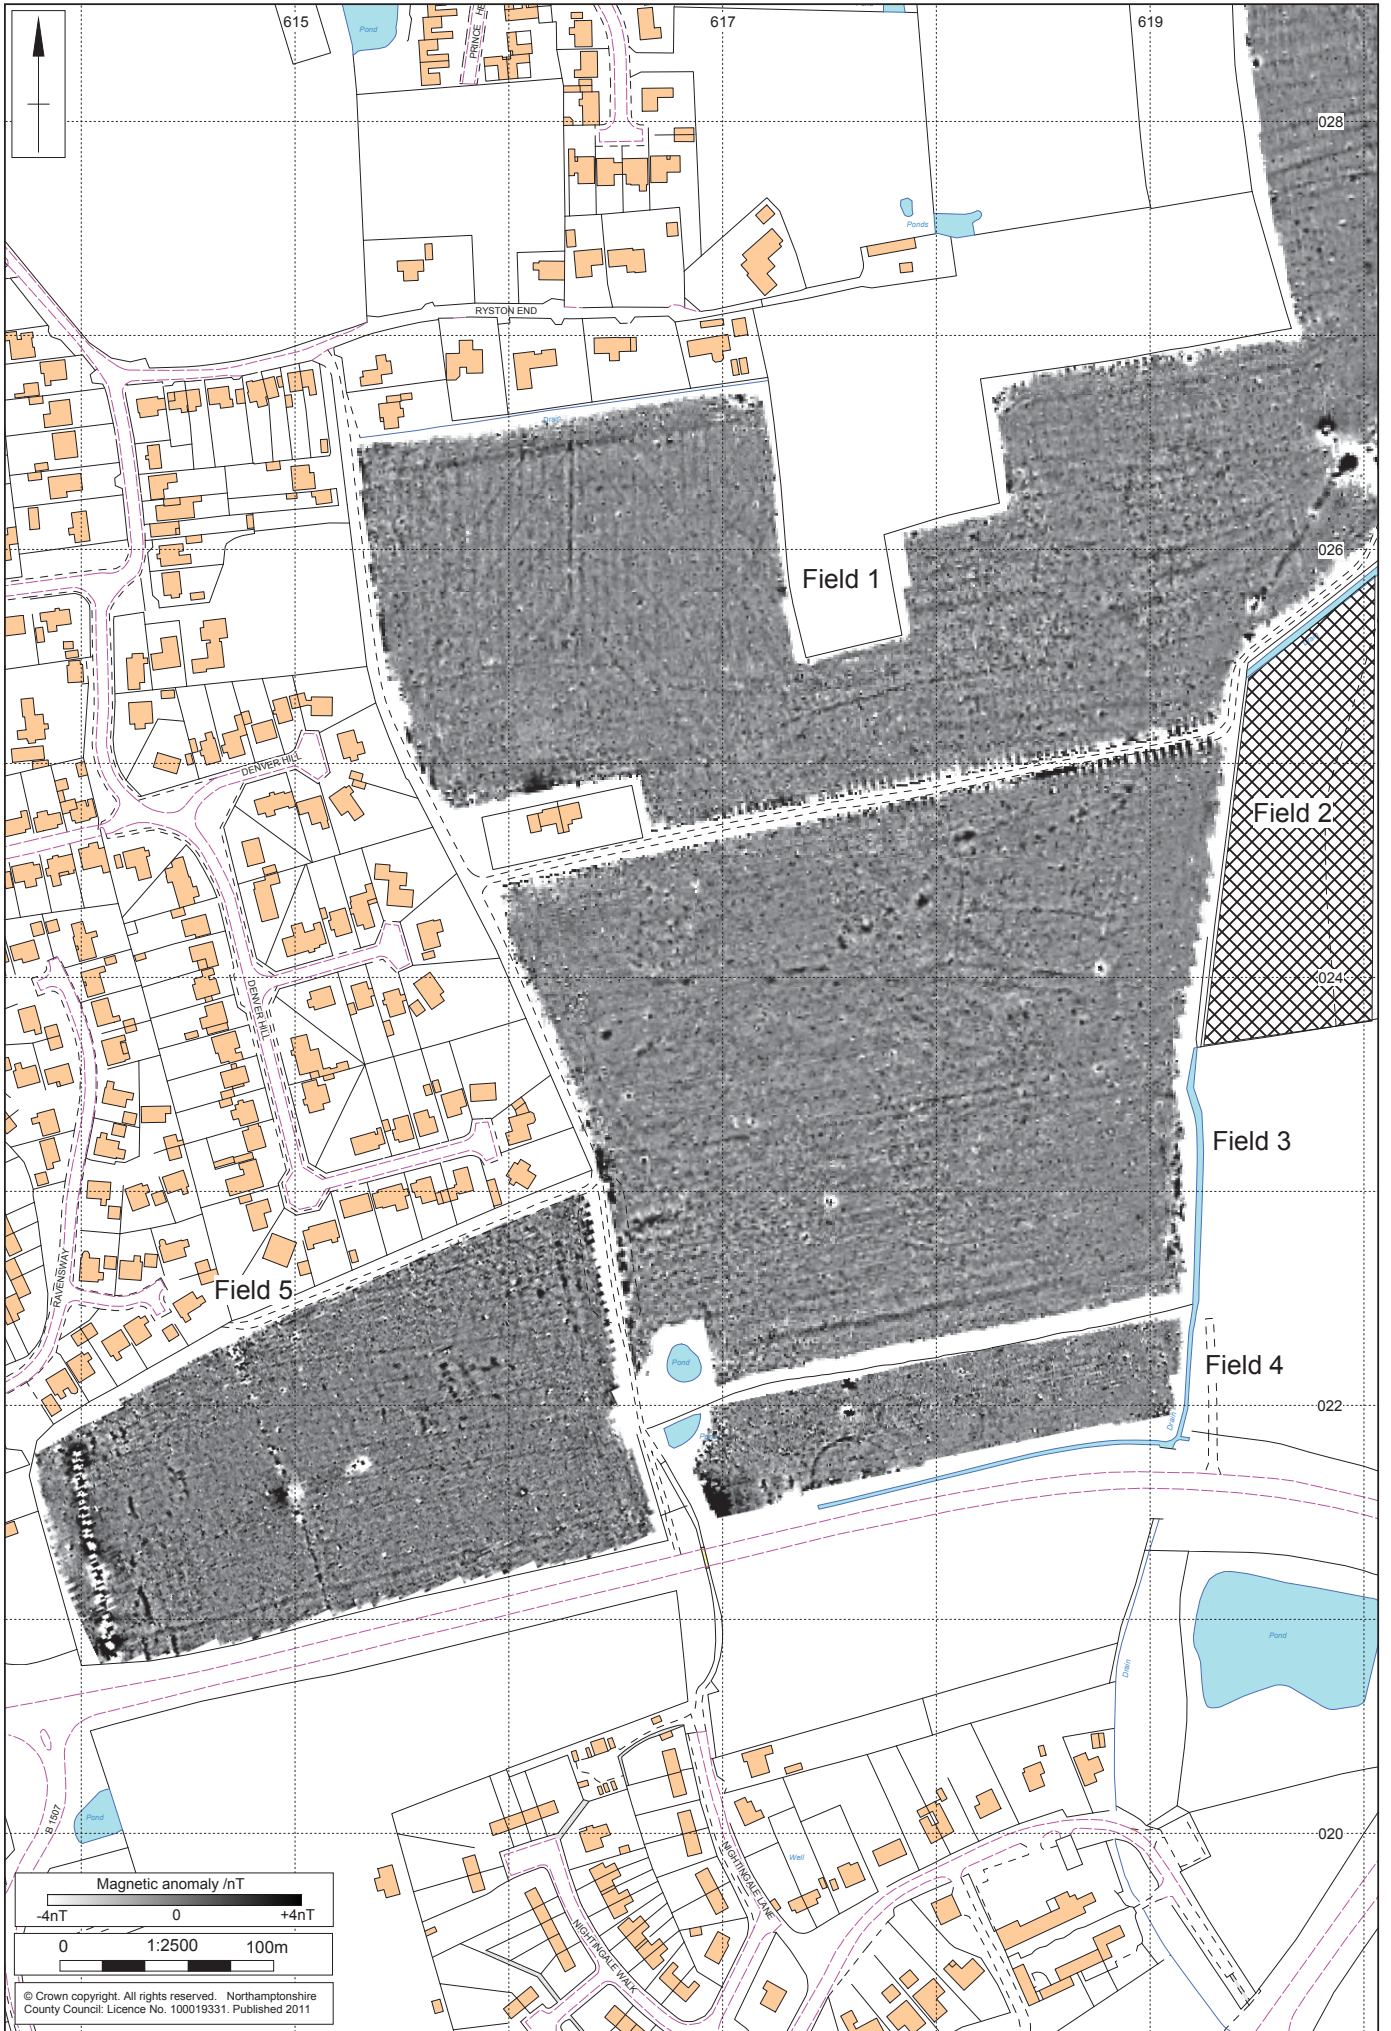 615
617
619
Pond
PRINCE HE
028
Ponds
RYSTON END
Drain
026
Field 1
DENVER HILL
Field 2
024
DENVER HILL
Field 3
RAVENSWAY
Field 5
Pond
Field 4
022
Drain
Pond
Drain
B 1507
Pond
020
Well
NIGHTINGALE LANE
NIGHTINGALE WALK
Magnetic anomaly /nT
-4nT 0 +4nT
0 1:2500 100m
© Crown copyright. All rights reserved. Northamptonshire
County Council: Licence No. 100019331. Published 2011